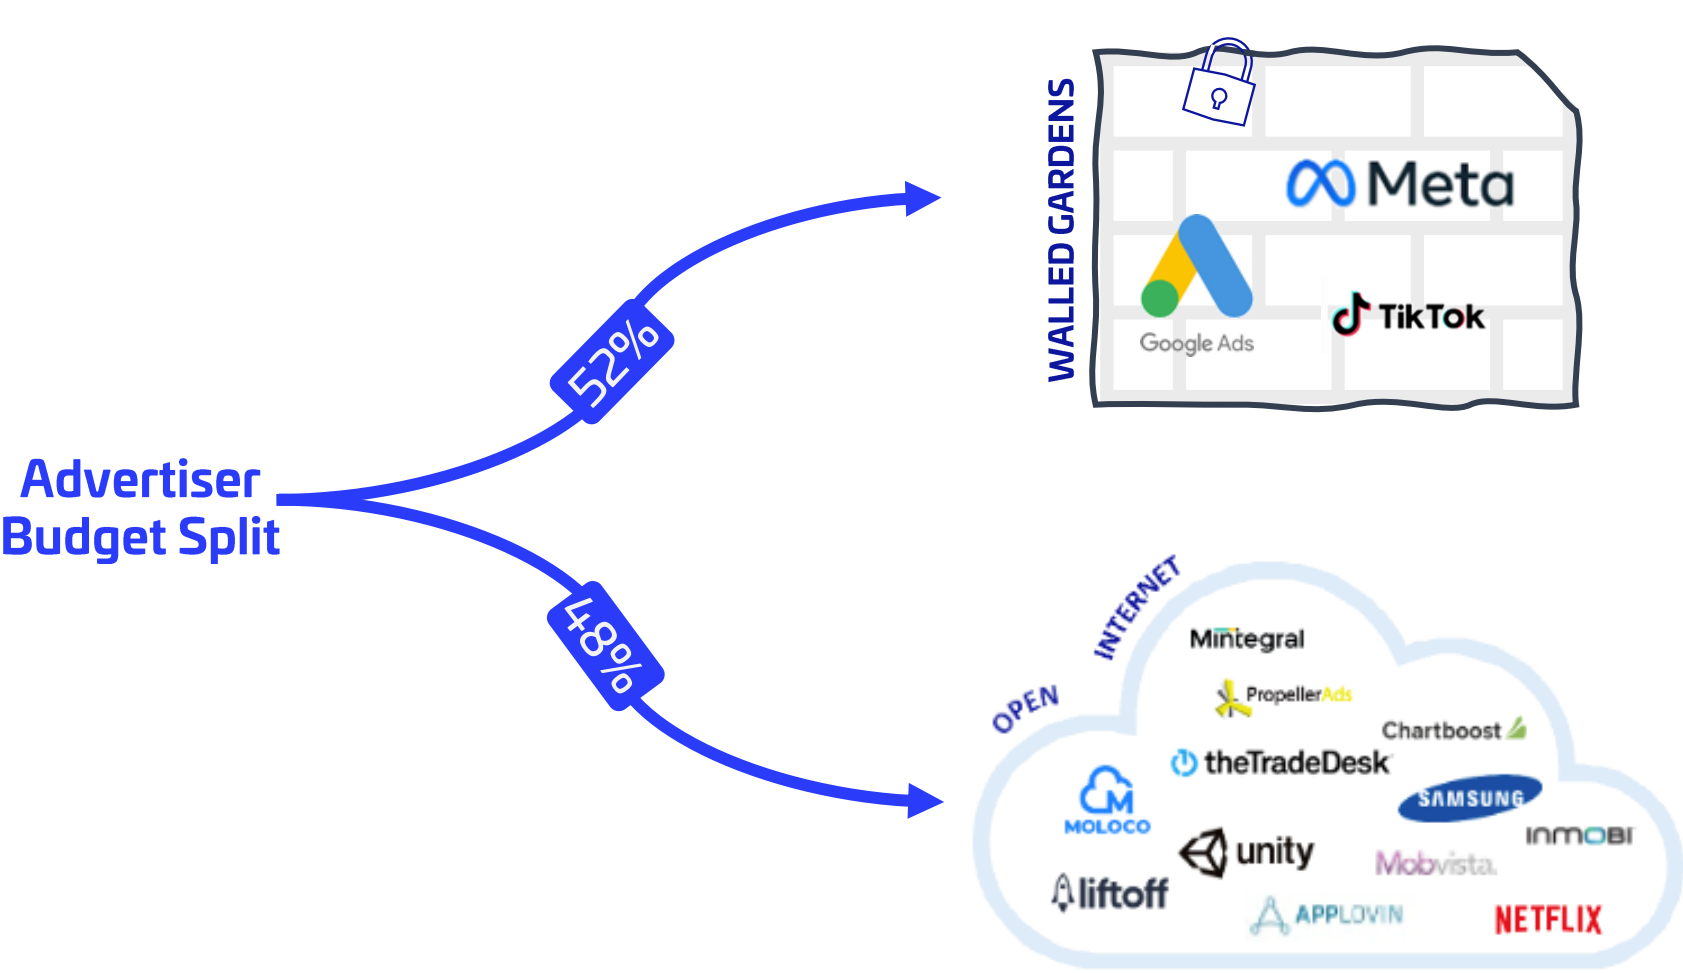 Advertiser
Budget Split
52%
48%
WALLED GARDENS
Meta
Google Ads
TikTok
OPEN INTERNET
Mintegral
PropellerAds
Chartboost
theTradeDesk
MOLOCO
SAMSUNG
INMOBI
unity
Mobvista
liftoff
APPLOVIN
NETFLIX